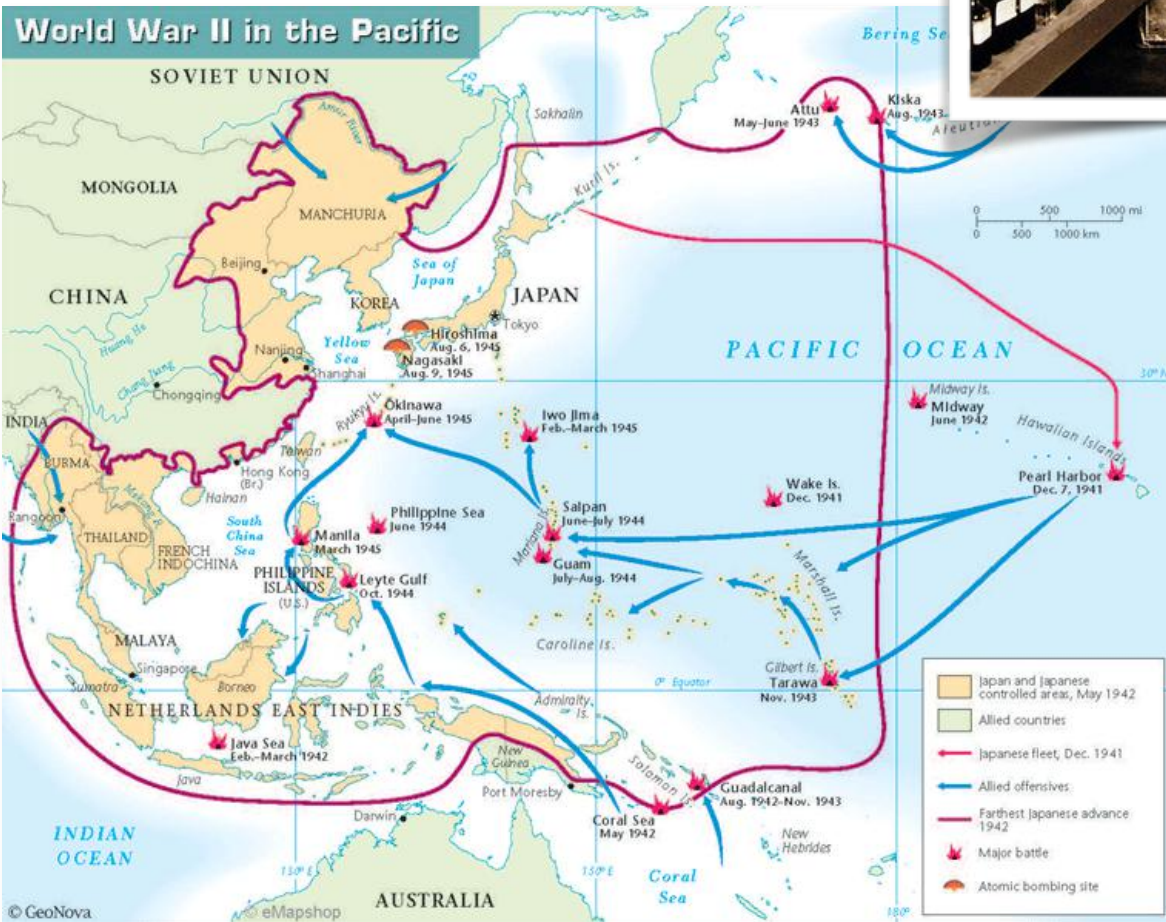 World War II in the Pacific
Bering Se
SOVIET UNION
Amur River
Sakhalin
Attu
May–June 1943
Kiska
Aug. 1943
Aleutian
MONGOLIA
MANCHURIA
Kuril Is.
0 500 1000 mi
0 500 1000 km
Beijing
Sea of
Japan
CHINA
KOREA
JAPAN
Tokyo
Huang He
Yellow
Sea
Hiroshima
Aug. 6, 1945
Nagasaki
Aug. 9, 1945
PACIFIC OCEAN
Nanjing
Shanghai
Chang Jiang
Chongqing
30° N
Midway Is.
Midway
June 1942
INDIA
BURMA
Ryukyu Is.
Okinawa
April–June 1945
Iwo Jima
Feb.–March 1945
Hawaiian Islands
Taiwan
Hong Kong
(Br.)
Hainan
Mekong R.
Pearl Harbor
Dec. 7, 1941
Wake Is.
Dec. 1941
Rangoon
THAILAND
FRENCH
INDOCHINA
South
China
Sea
Philippine Sea
June 1944
Manila
March 1945
Mariana Is.
Saipan
June–July 1944
Guam
July–Aug. 1944
Marshall Is.
PHILIPPINE
ISLANDS
(U.S.)
Leyte Gulf
Oct. 1944
Caroline Is.
MALAYA
Singapore
Sumatra
Borneo
Gilbert Is.
Tarawa
Nov. 1943
0° Equator
Admiralty
Is.
NETHERLANDS EAST INDIES
Java Sea
Feb.–March 1942
Java
New
Guinea
Port Moresby
Solomon Is.
Guadalcanal
Aug. 1942–Nov. 1943
Darwin
Coral Sea
May 1942
New
Hebrides
INDIAN
OCEAN
130° E
150° E
Coral
Sea
180°
AUSTRALIA
Japan and Japanese
controlled areas, May 1942
Allied countries
Japanese fleet, Dec. 1941
Allied offensives
Farthest Japanese advance
1942
Major battle
Atomic bombing site
© GeoNova
© eMapshop